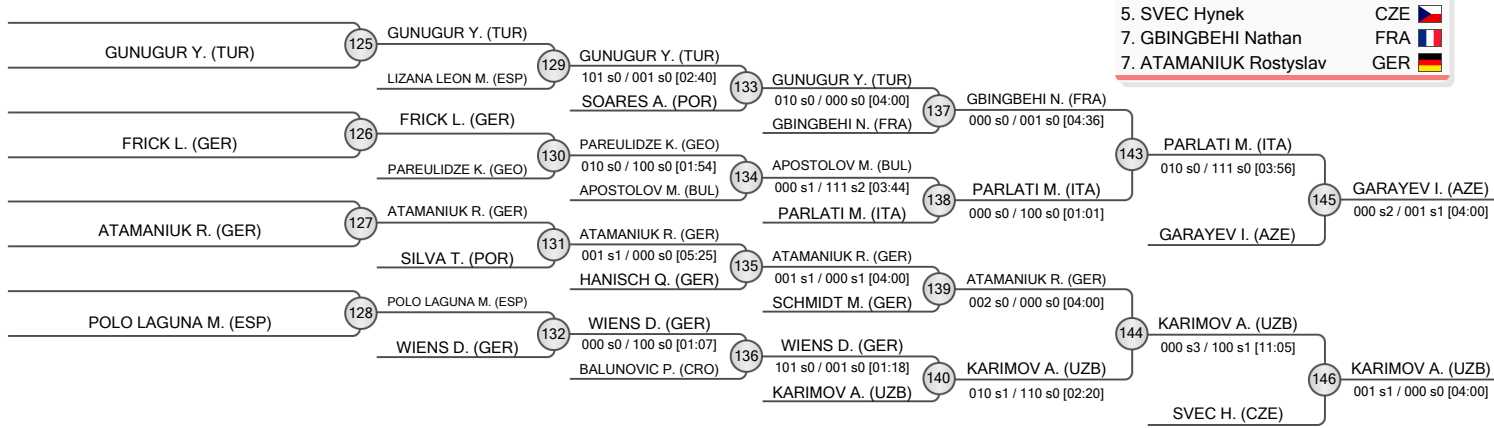 5. SVEC Hynek CZE
7. GBINGBEHI Nathan FRA
7. ATAMANIUK Rostyslav GER
GUNUGUR Y. (TUR)
125
GUNUGUR Y. (TUR)
LIZANA LEON M. (ESP)
129
GUNUGUR Y. (TUR)
101 s0 / 001 s0 [02:40]
SOARES A. (POR)
133
GUNUGUR Y. (TUR)
010 s0 / 000 s0 [04:00]
GBINGBEHI N. (FRA)
137
GBINGBEHI N. (FRA)
000 s0 / 001 s0 [04:36]
FRICK L. (GER)
126
FRICK L. (GER)
PAREULIDZE K. (GEO)
130
PAREULIDZE K. (GEO)
010 s0 / 100 s0 [01:54]
APOSTOLOV M. (BUL)
134
APOSTOLOV M. (BUL)
000 s1 / 111 s2 [03:44]
PARLATI M. (ITA)
138
PARLATI M. (ITA)
000 s0 / 100 s0 [01:01]
143
PARLATI M. (ITA)
010 s0 / 111 s0 [03:56]
GARAYEV I. (AZE)
145
GARAYEV I. (AZE)
000 s2 / 001 s1 [04:00]
ATAMANIUK R. (GER)
127
ATAMANIUK R. (GER)
SILVA T. (POR)
131
ATAMANIUK R. (GER)
001 s1 / 000 s0 [05:25]
HANISCH Q. (GER)
135
ATAMANIUK R. (GER)
001 s1 / 000 s1 [04:00]
SCHMIDT M. (GER)
139
ATAMANIUK R. (GER)
002 s0 / 000 s0 [04:00]
POLO LAGUNA M. (ESP)
128
POLO LAGUNA M. (ESP)
WIENS D. (GER)
132
WIENS D. (GER)
000 s0 / 100 s0 [01:07]
BALUNOVIC P. (CRO)
136
WIENS D. (GER)
101 s0 / 001 s0 [01:18]
KARIMOV A. (UZB)
140
KARIMOV A. (UZB)
010 s1 / 110 s0 [02:20]
144
KARIMOV A. (UZB)
000 s3 / 100 s1 [11:05]
SVEC H. (CZE)
146
KARIMOV A. (UZB)
001 s1 / 000 s0 [04:00]